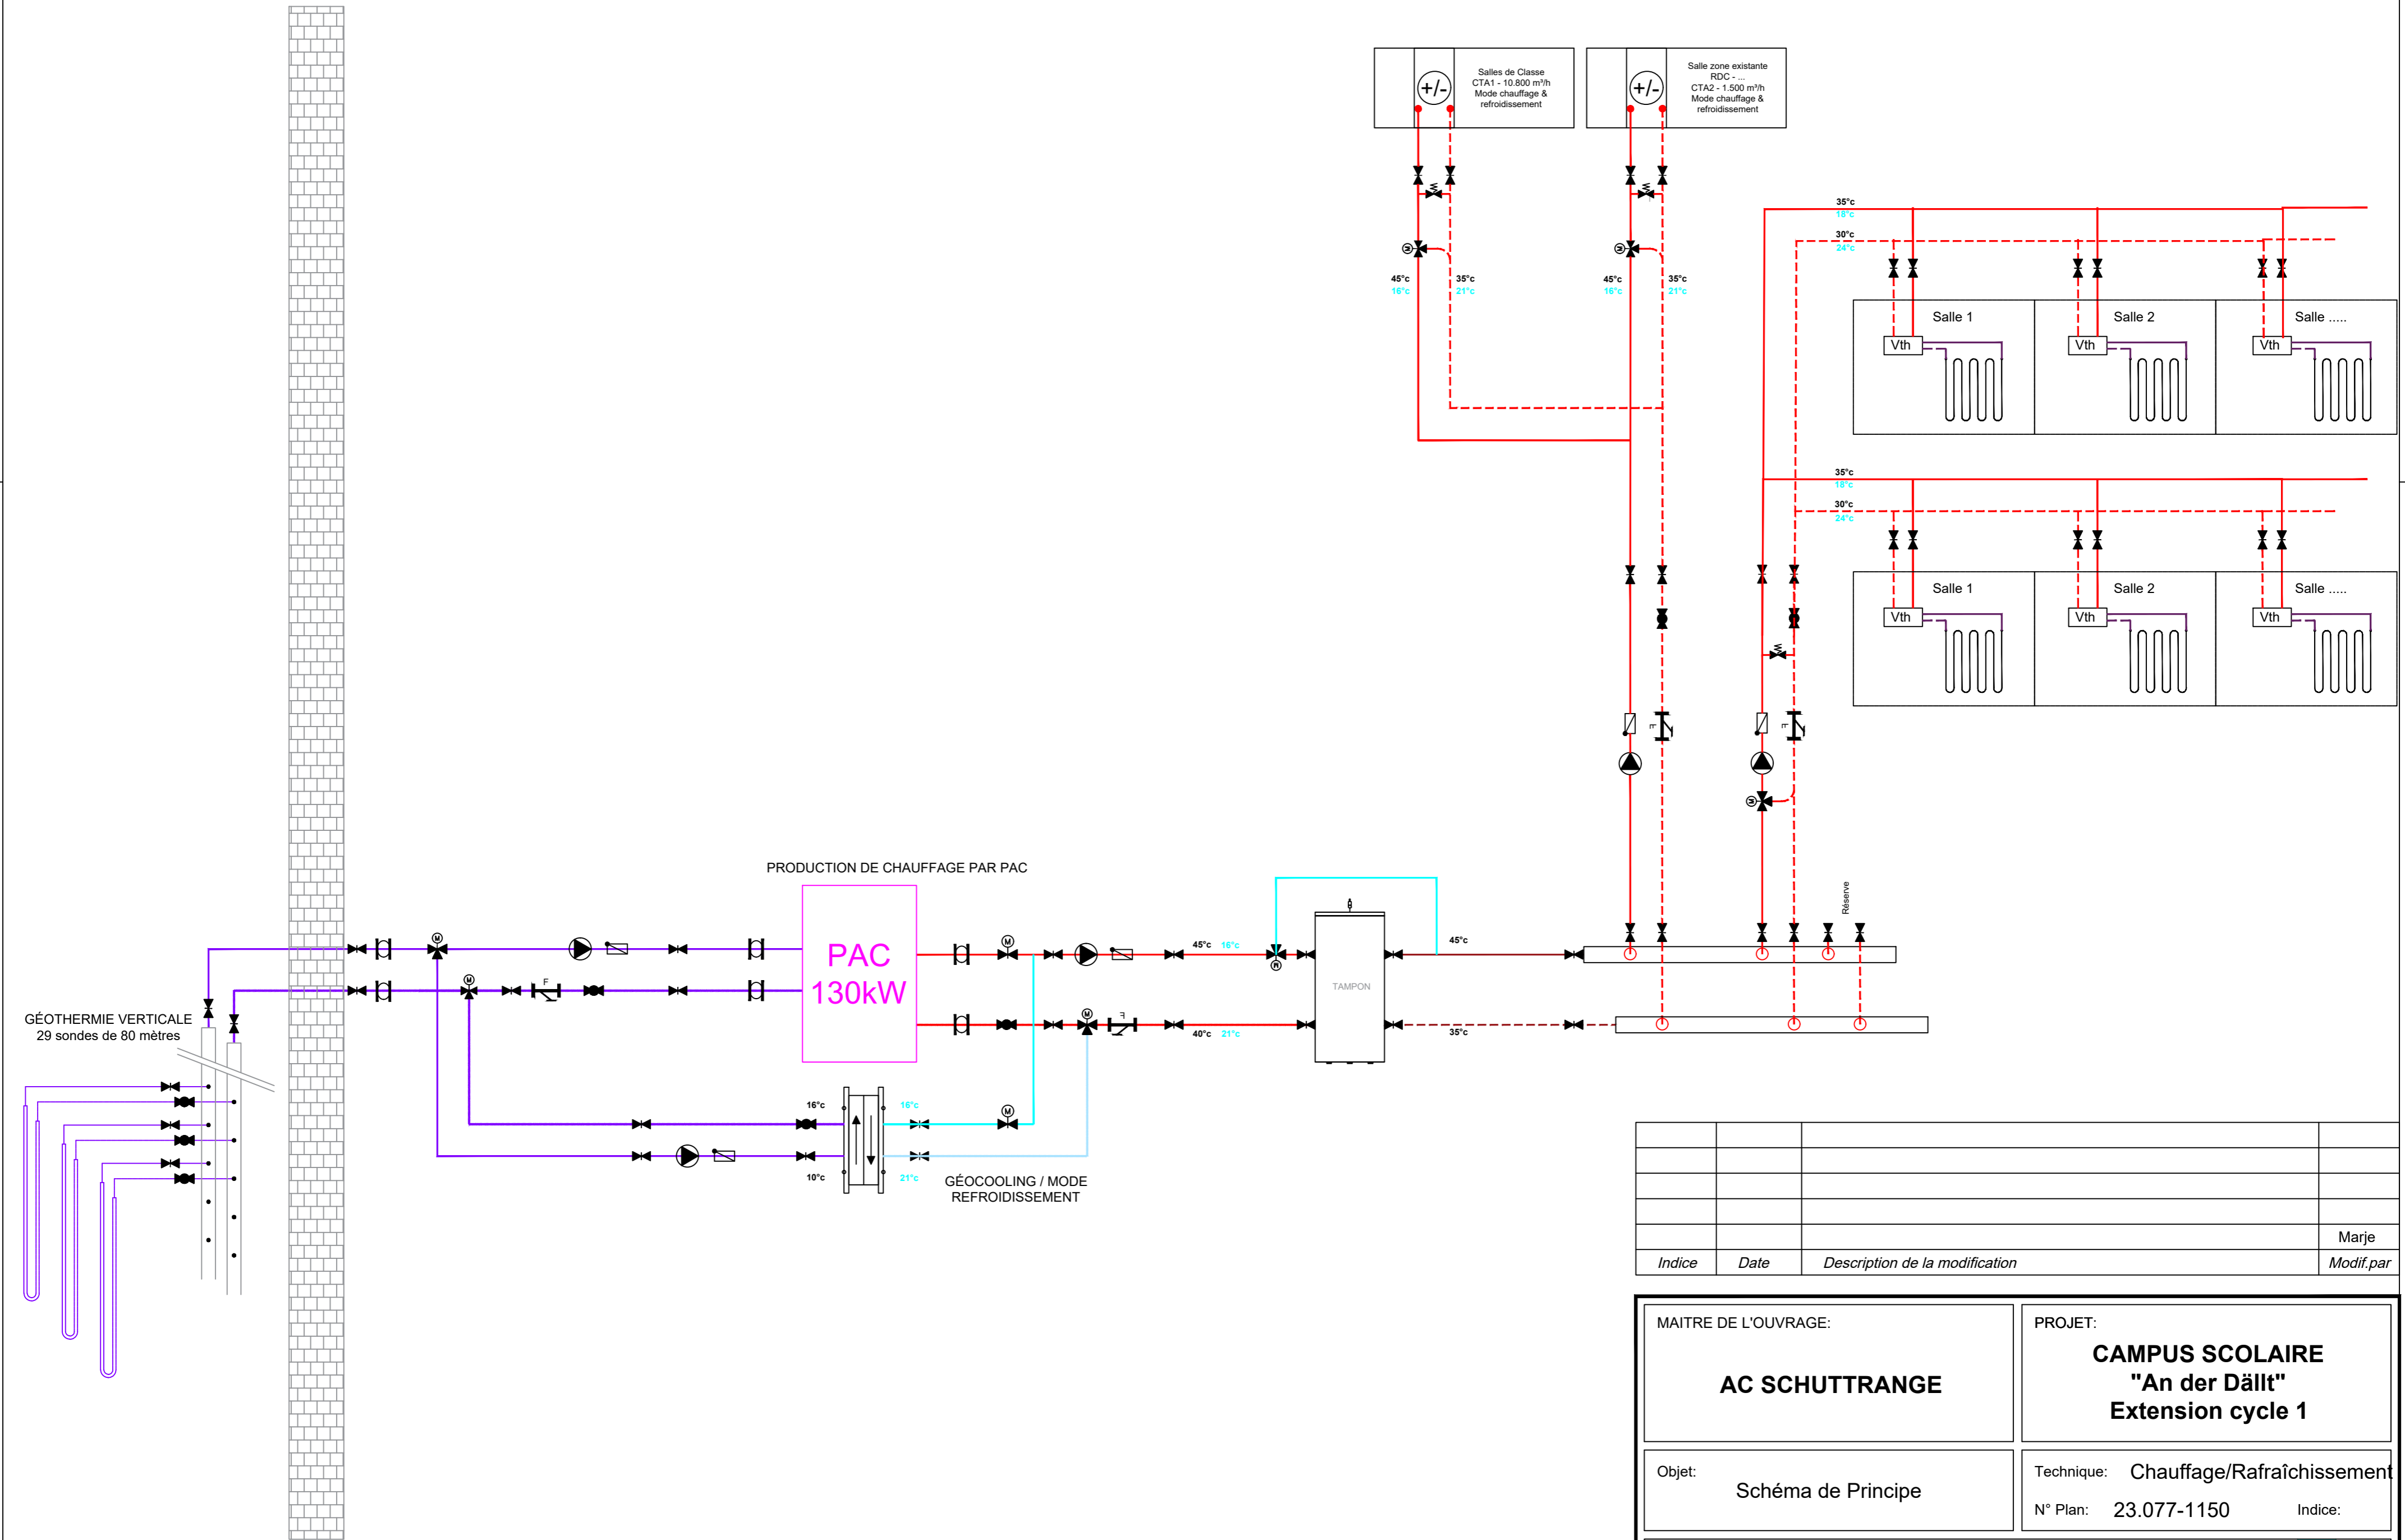 Salles de Classe
CTA1 - 10.800 m³/h
Mode chauffage &
refroidissement
Salle zone existante
RDC - ...
CTA2 - 1.500 m³/h
Mode chauffage &
refroidissement
+/-
+/-
M
M
45°c
16°c
35°c
21°c
45°c
16°c
35°c
21°c
35°c
18°c
30°c
24°c
Salle 1
Salle 2
Salle .....
Vth
Vth
Vth
35°c
18°c
30°c
24°c
Salle 1
Salle 2
Salle .....
Vth
Vth
Vth
F
F
M
Réserve
PRODUCTION DE CHAUFFAGE PAR PAC
PAC
130kW
M
M
F
M
M
F
45°c 16°c
M
40°c 21°c
TAMPON
45°c
35°c
GÉOTHERMIE VERTICALE
29 sondes de 80 mètres
16°c
16°c
M
10°c
21°c
GÉOCOOLING / MODE
REFROIDISSEMENT
Marje
Indice Date Description de la modification Modif.par
MAITRE DE L'OUVRAGE:
AC SCHUTTRANGE
PROJET:
CAMPUS SCOLAIRE
"An der Dällt"
Extension cycle 1
Objet:
Schéma de Principe
Technique: Chauffage/Rafraîchissement
N° Plan: 23.077-1150 Indice: